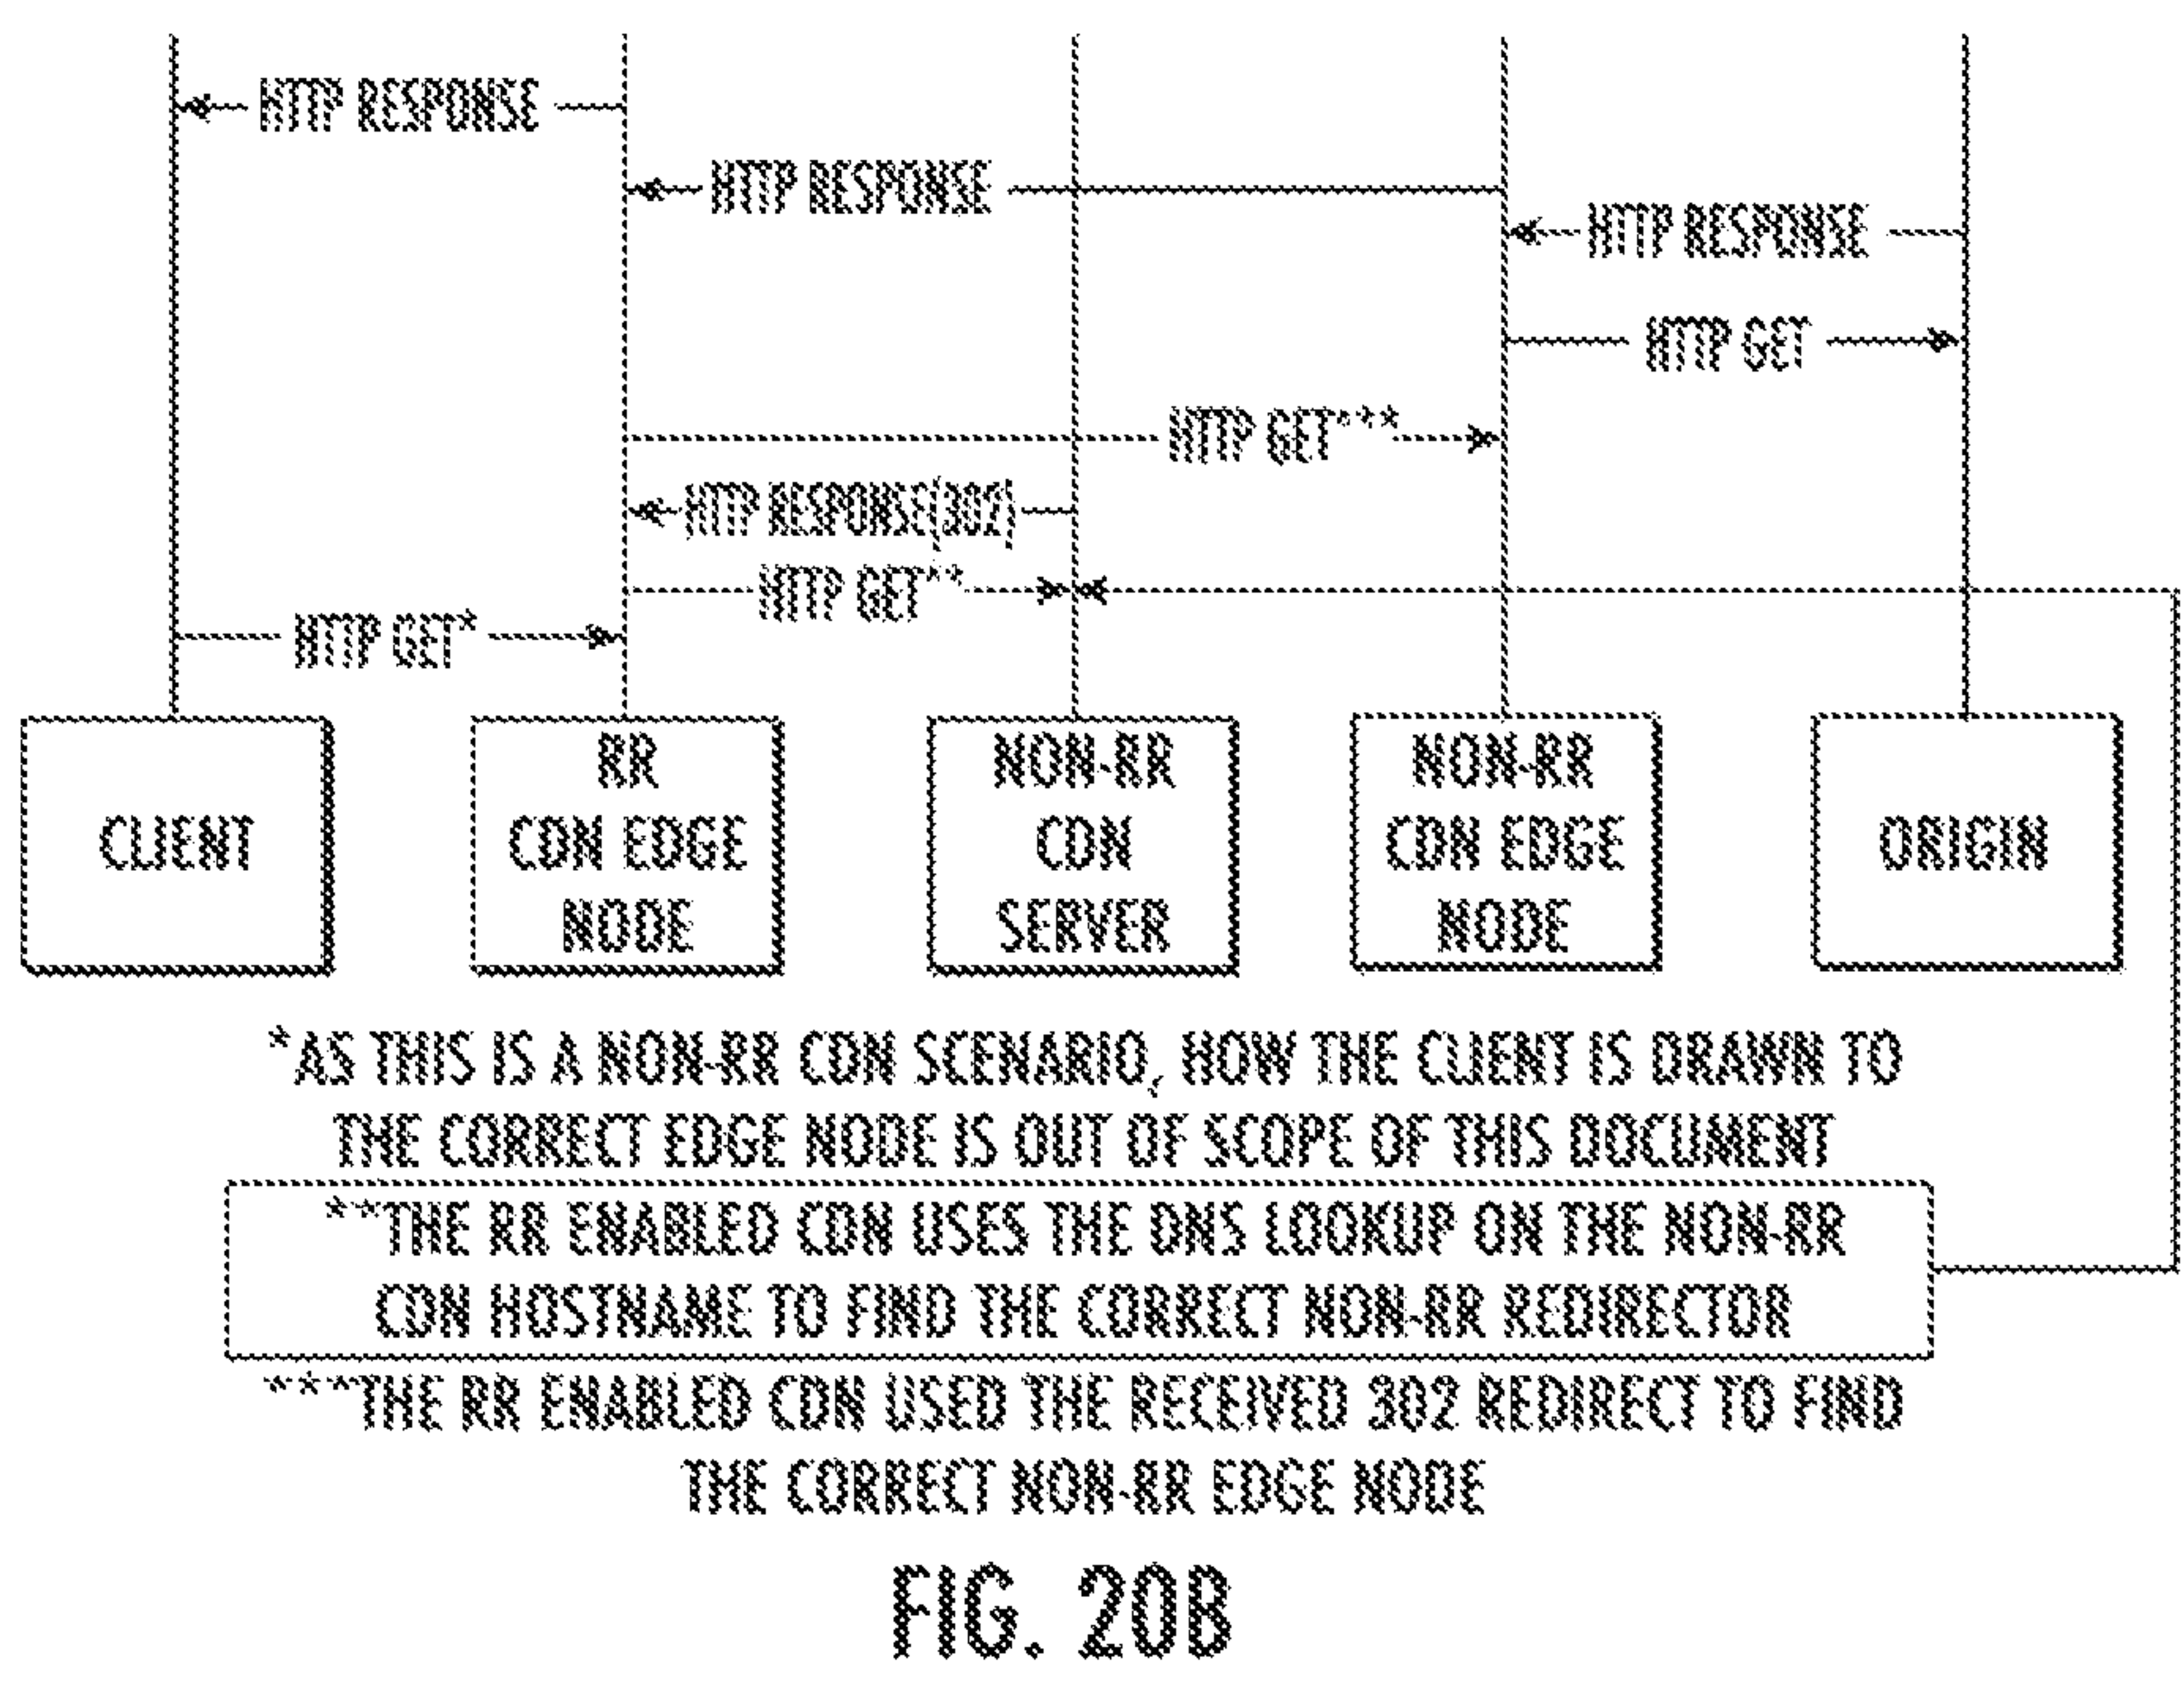 HTTP RESPONSE
HTTP RESPONSE
HTTP RESPONSE
HTTP GET
HTTP GET***
HTTP RESPONSE(302)
HTTP GET**
HTTP GET*
CLIENT
RR
CDN EDGE
NODE
NON-RR
CDN
SERVER
NON-RR
CDN EDGE
NODE
ORIGIN
*AS THIS IS A NON-RR CDN SCENARIO, HOW THE CLIENT IS DRAWN TO
THE CORRECT EDGE NODE IS OUT OF SCOPE OF THIS DOCUMENT
**THE RR ENABLED CDN USES THE DNS LOOKUP ON THE NON-RR
CDN HOSTNAME TO FIND THE CORRECT NON-RR REDIRECTOR
***THE RR ENABLED CDN USED THE RECEIVED 302 REDIRECT TO FIND
THE CORRECT NON-RR EDGE NODE
FIG. 20B